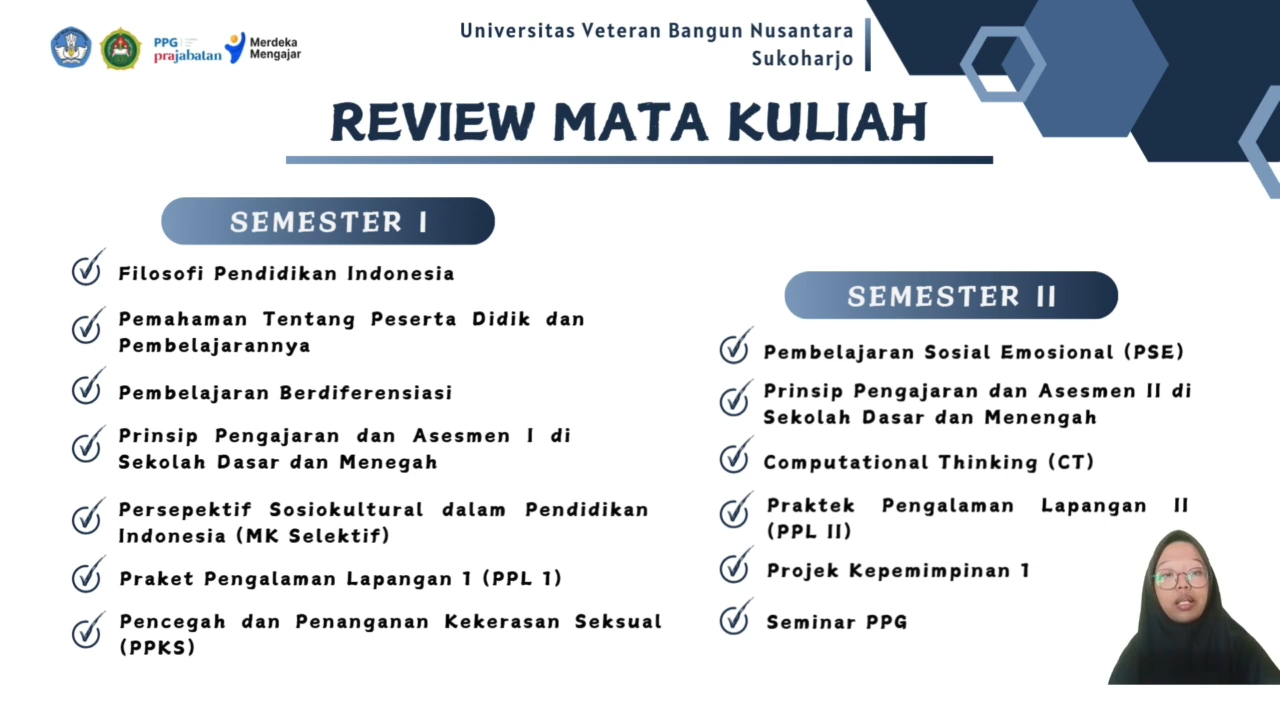 PPG
prajabatan
Merdeka
Mengajar
Universitas Veteran Bangun Nusantara
Sukoharjo
REVIEW MATA KULIAH
SEMESTER I
Filosofi Pendidikan Indonesia
Pemahaman Tentang Peserta Didik dan
Pembelajarannya
Pembelajaran Berdiferensiasi
Prinsip Pengajaran dan Asesmen I di
Sekolah Dasar dan Menegah
Persepektif Sosiokultural dalam Pendidikan
Indonesia (MK Selektif)
Praket Pengalaman Lapangan 1 (PPL 1)
Pencegah dan Penanganan Kekerasan Seksual
(PPKS)
SEMESTER II
Pembelajaran Sosial Emosional (PSE)
Prinsip Pengajaran dan Asesmen II di
Sekolah Dasar dan Menengah
Computational Thinking (CT)
Praktek Pengalaman Lapangan II
(PPL II)
Projek Kepemimpinan 1
Seminar PPG